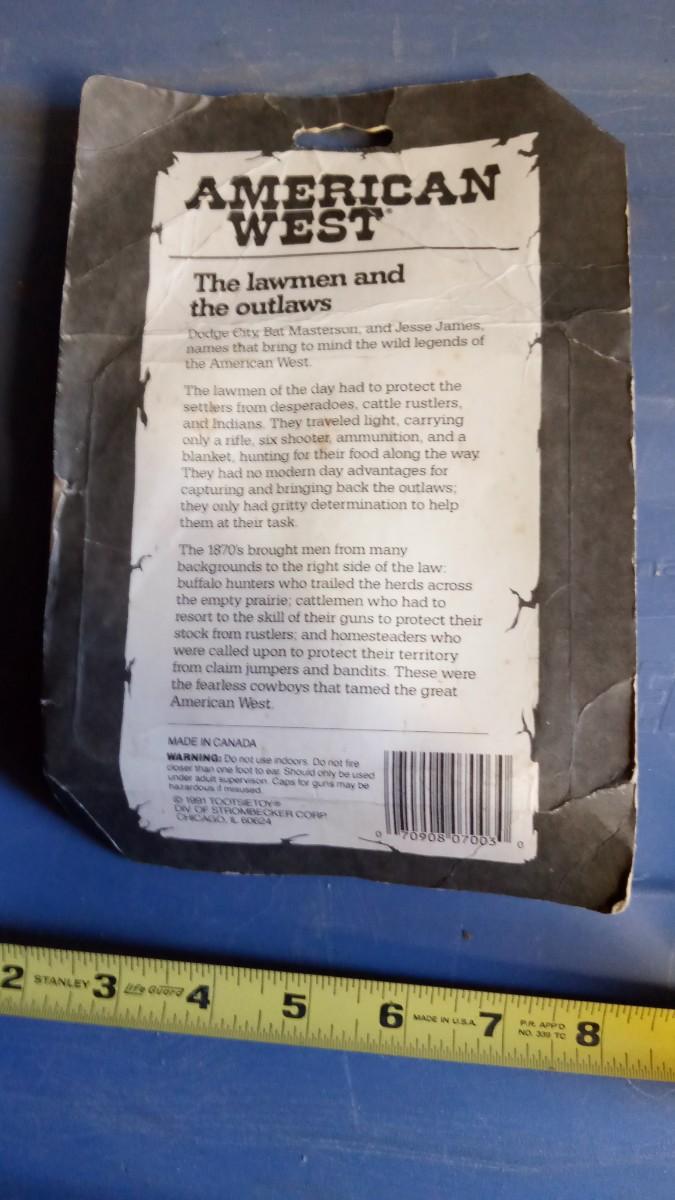 AMERICAN
WEST®
The lawmen and
the outlaws
Dodge City, Bat Masterson, and Jesse James,
names that bring to mind the wild legends of
the American West.
The lawmen of the day had to protect the
settlers from desperadoes, cattle rustlers,
and Indians. They traveled light, carrying
only a rifle, six shooter, ammunition, and a
blanket, hunting for their food along the way.
They had no modern day advantages for
capturing and bringing back the outlaws;
they only had gritty determination to help
them at their task.
The 1870's brought men from many
backgrounds to the right side of the law:
buffalo hunters who trailed the herds across
the empty prairie; cattlemen who had to
resort to the skill of their guns to protect their
stock from rustlers; and homesteaders who
were called upon to protect their territory
from claim jumpers and bandits. These were
the fearless cowboys that tamed the great
American West.
MADE IN CANADA
WARNING: Do not use indoors. Do not fire
closer than one foot to ear. Should only be used
under adult supervison. Caps for guns may be
hazardous if misused.
© 1991 TOOTSIETOY®
DIV. OF STROMBECKER CORP.
CHICAGO, IL 60624
0 70908 07003 0
2 STANLEY 3 Life Guard 4 5 6 MADE IN U.S.A. 7 P.R. APP'D 8
NO. 339 TC